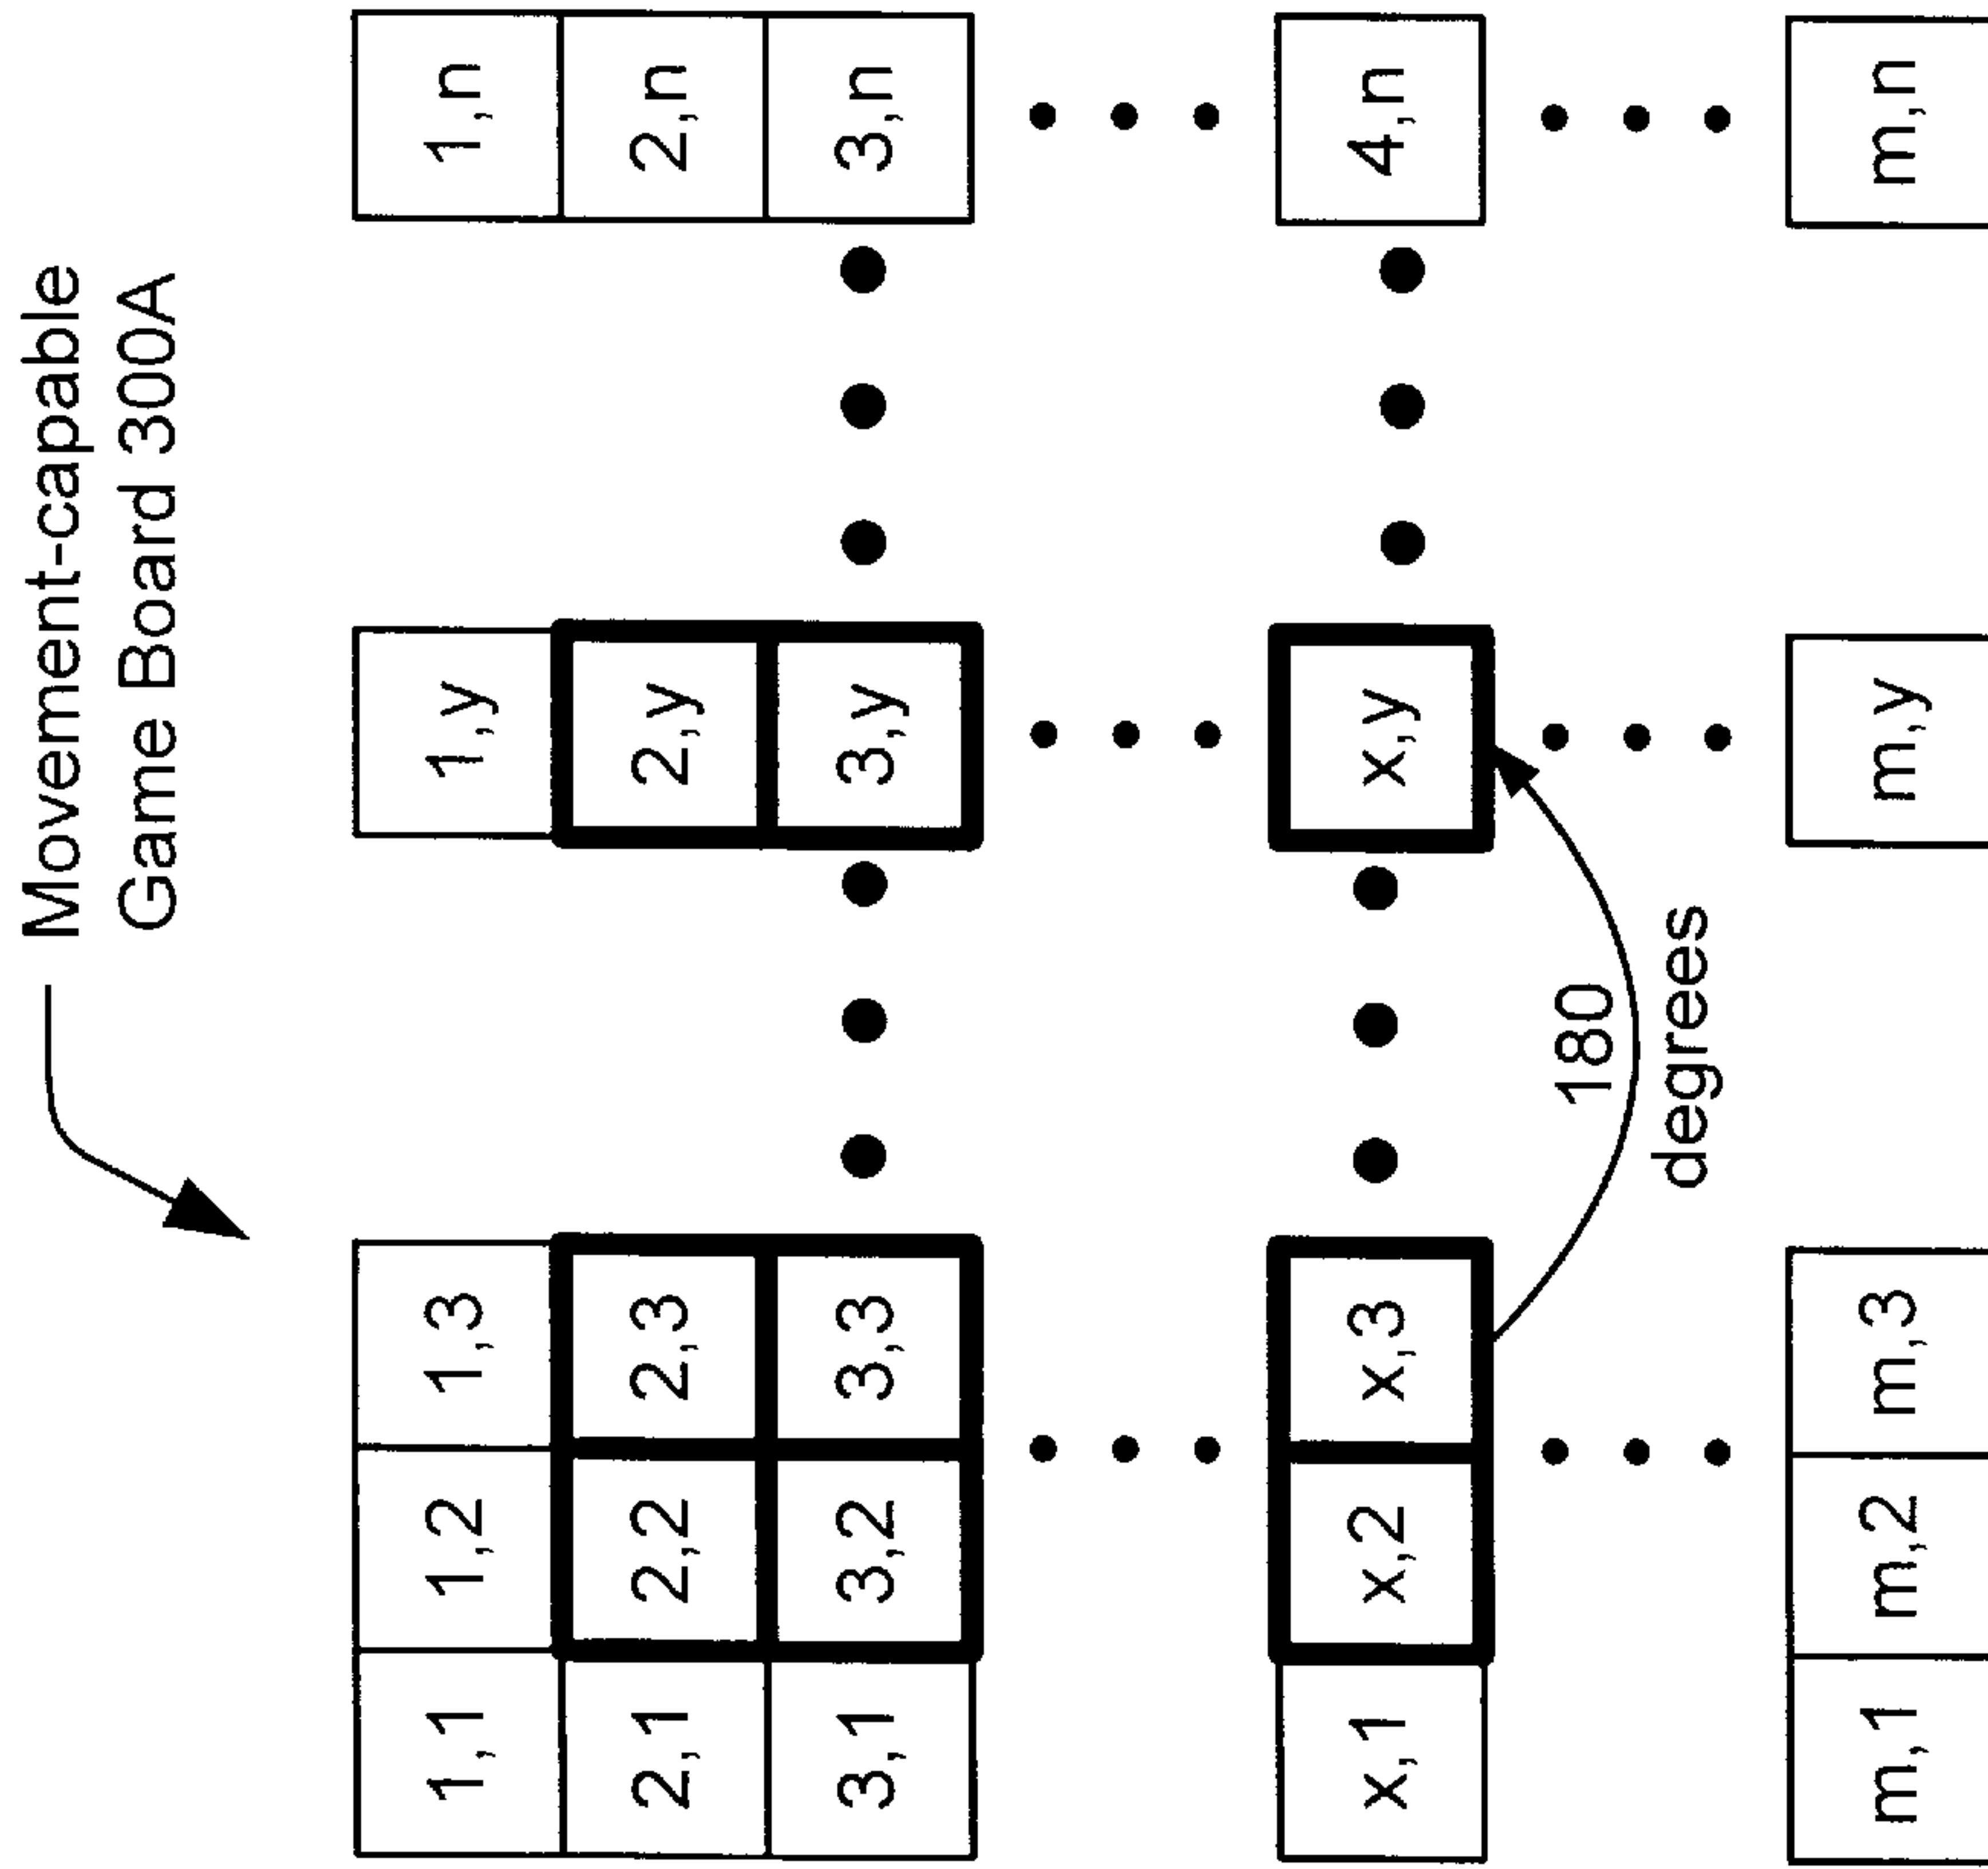 Movement-capable
Game Board 300A
1,1 1,2 1,3 1,y 1,n
2,1 2,2 2,3 2,y 2,n
3,1 3,2 3,3 3,y 3,n
x,1 x,2 x,3 x,y 4,n
180
degrees
m,1 m,2 m,3 m,y m,n